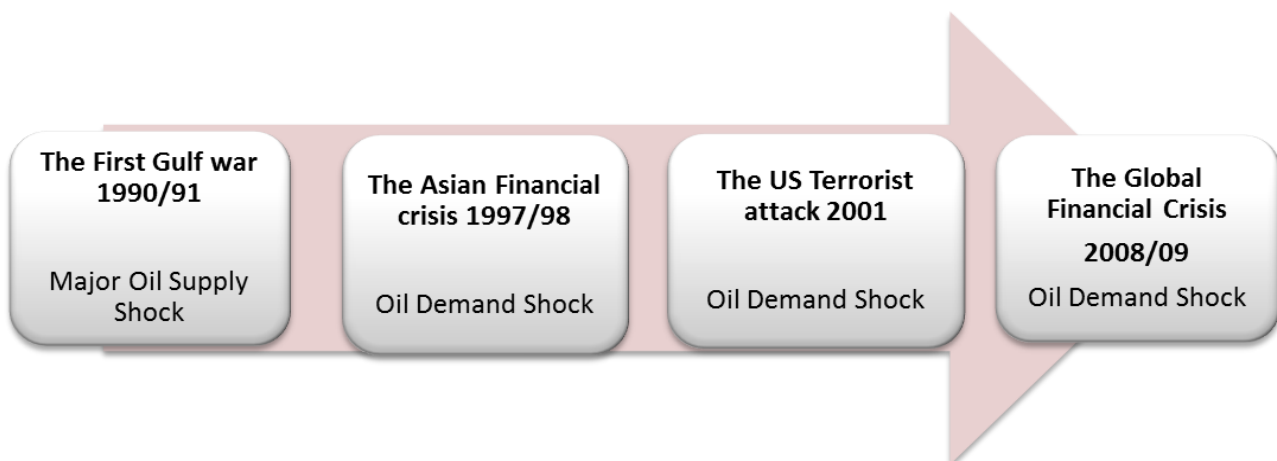 The First Gulf war
1990/91
Major Oil Supply
Shock
The Asian Financial
crisis 1997/98
Oil Demand Shock
The US Terrorist
attack 2001
Oil Demand Shock
The Global
Financial Crisis
2008/09
Oil Demand Shock